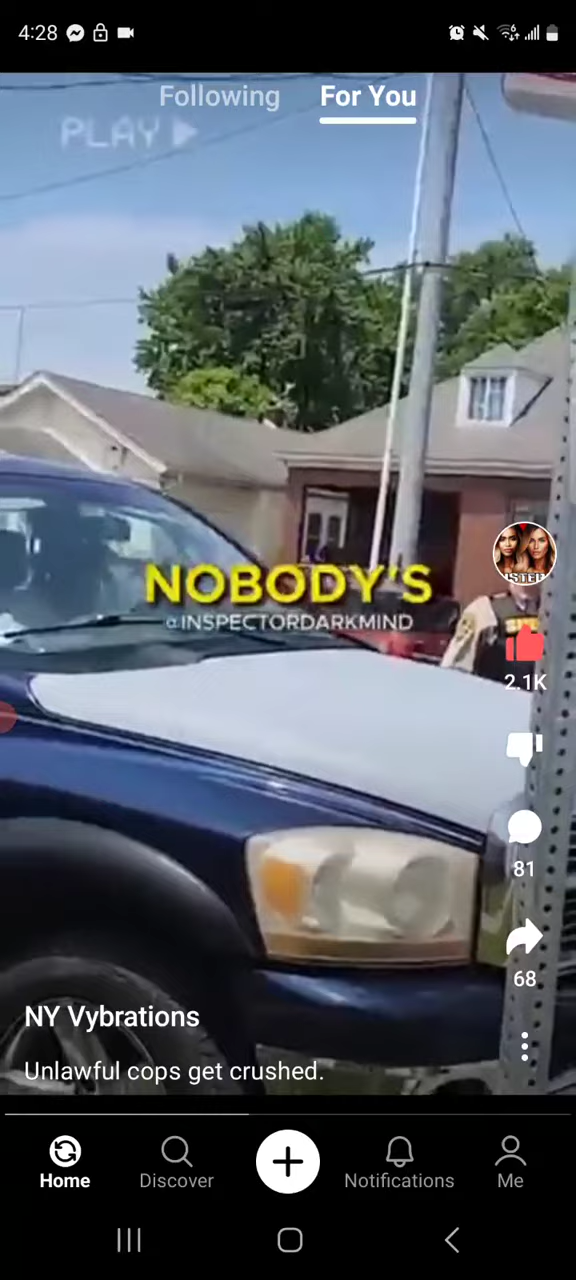 4:28
Following For You
PLAY
NOBODY'S
@INSPECTORDARKMIND
2.1K
81
68
NY Vybrations
Unlawful cops get crushed.
Home Discover Notifications Me